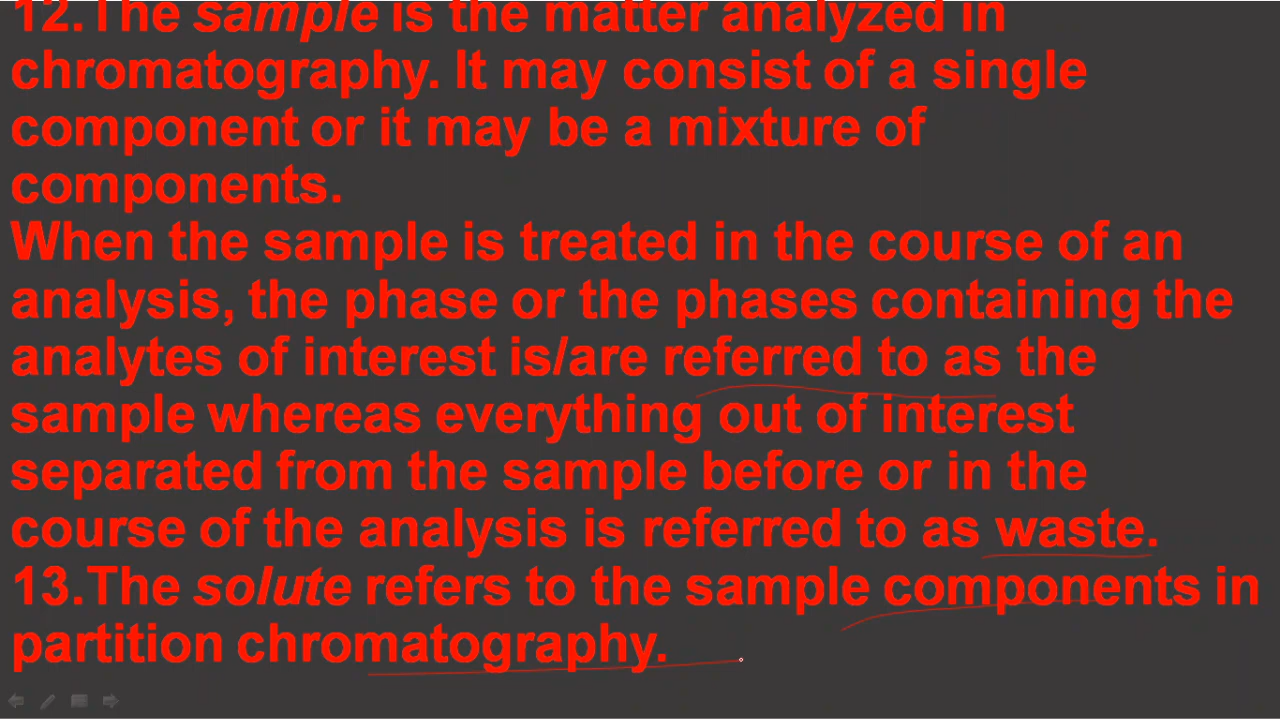 12.The sample is the matter analyzed in
chromatography. It may consist of a single
component or it may be a mixture of
components.
When the sample is treated in the course of an
analysis, the phase or the phases containing the
analytes of interest is/are referred to as the
sample whereas everything out of interest
separated from the sample before or in the
course of the analysis is referred to as waste.
13.The solute refers to the sample components in
partition chromatography.